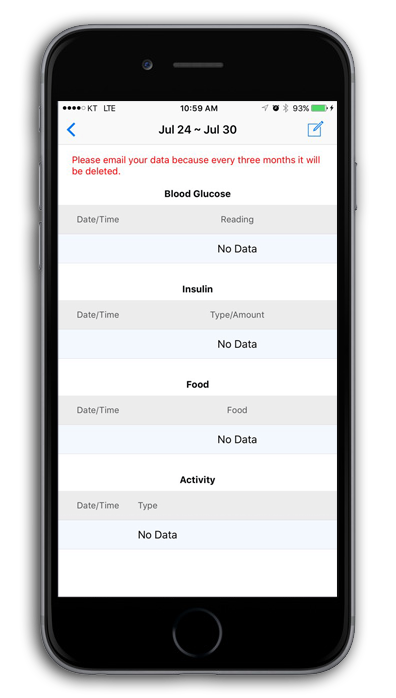 KT LTE 10:59 AM 93%
Jul 24 ~ Jul 30
Please email your data because every three months it will
be deleted.
Blood Glucose
Date/Time Reading
No Data
Insulin
Date/Time Type/Amount
No Data
Food
Date/Time Food
No Data
Activity
Date/Time Type
No Data